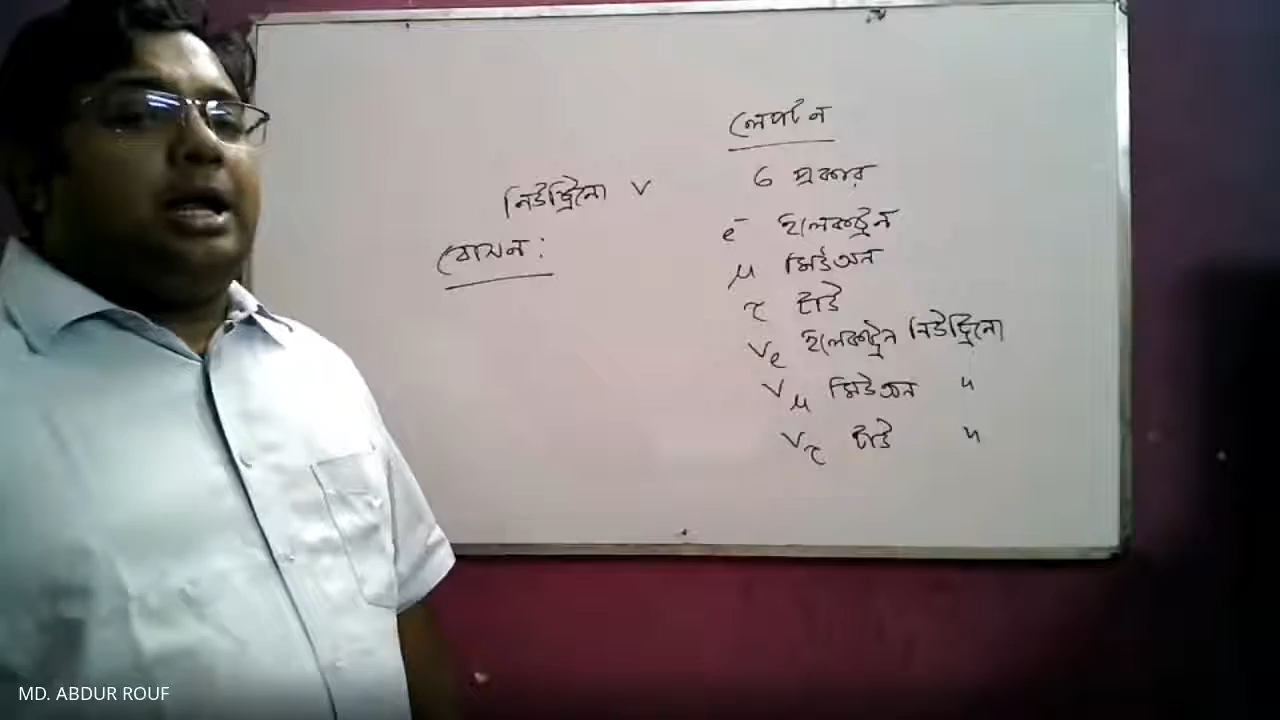 লেপটন
৬ প্রকার
নিউট্রিনো ν
e⁻ ইলেকট্রন
বোসন:
μ মিউওন
τ টাউ
νe ইলেকট্রন নিউট্রিনো
νμ মিউওন "
ντ টাউ "
MD. ABDUR ROUF